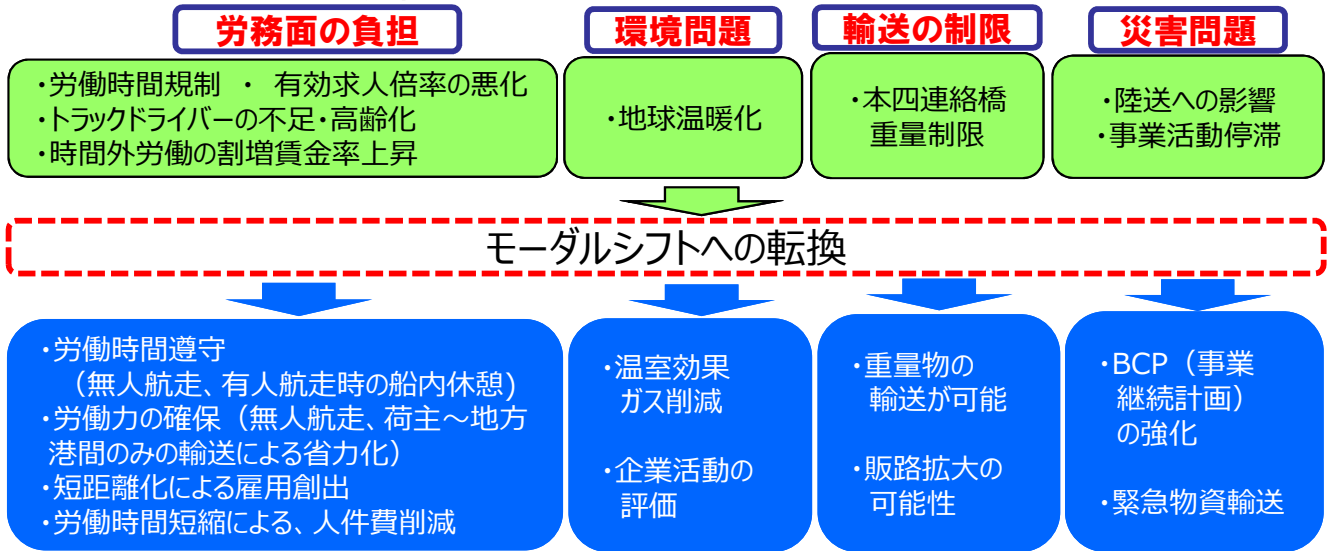 労務面の負担
・労働時間規制 ・ 有効求人倍率の悪化
・トラックドライバーの不足・高齢化
・時間外労働の割増賃金率上昇
環境問題
・地球温暖化
輸送の制限
・本四連絡橋
重量制限
災害問題
・陸送への影響
・事業活動停滞
モーダルシフトへの転換
・労働時間遵守
（無人航走、有人航走時の船内休憩)
・労働力の確保（無人航走、荷主～地方
港間のみの輸送による省力化）
・短距離化による雇用創出
・労働時間短縮による、人件費削減
・温室効果
ガス削減
・企業活動の
評価
・重量物の
輸送が可能
・販路拡大の
可能性
・BCP（事業
継続計画）
の強化
・緊急物資輸送